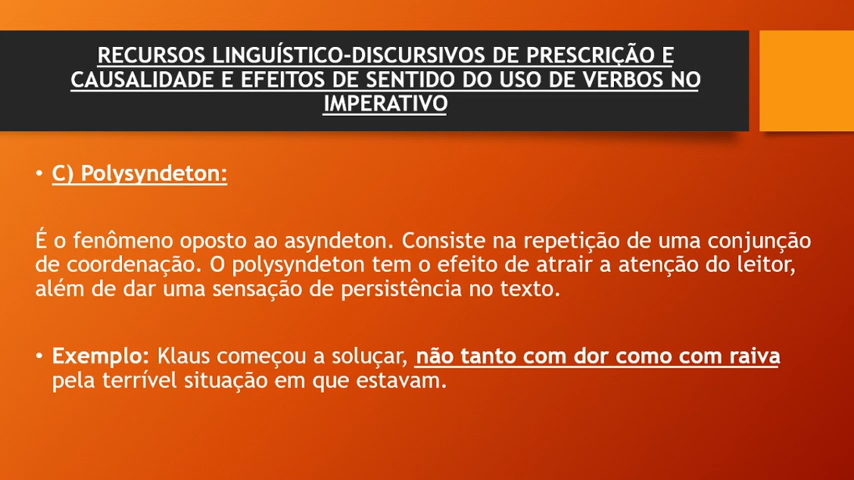 RECURSOS LINGUÍSTICO-DISCURSIVOS DE PRESCRIÇÃO E
CAUSALIDADE E EFEITOS DE SENTIDO DO USO DE VERBOS NO
IMPERATIVO
• C) Polysyndeton:
É o fenômeno oposto ao asyndeton. Consiste na repetição de uma conjunção
de coordenação. O polysyndeton tem o efeito de atrair a atenção do leitor,
além de dar uma sensação de persistência no texto.
• Exemplo: Klaus começou a soluçar, não tanto com dor como com raiva
pela terrível situação em que estavam.